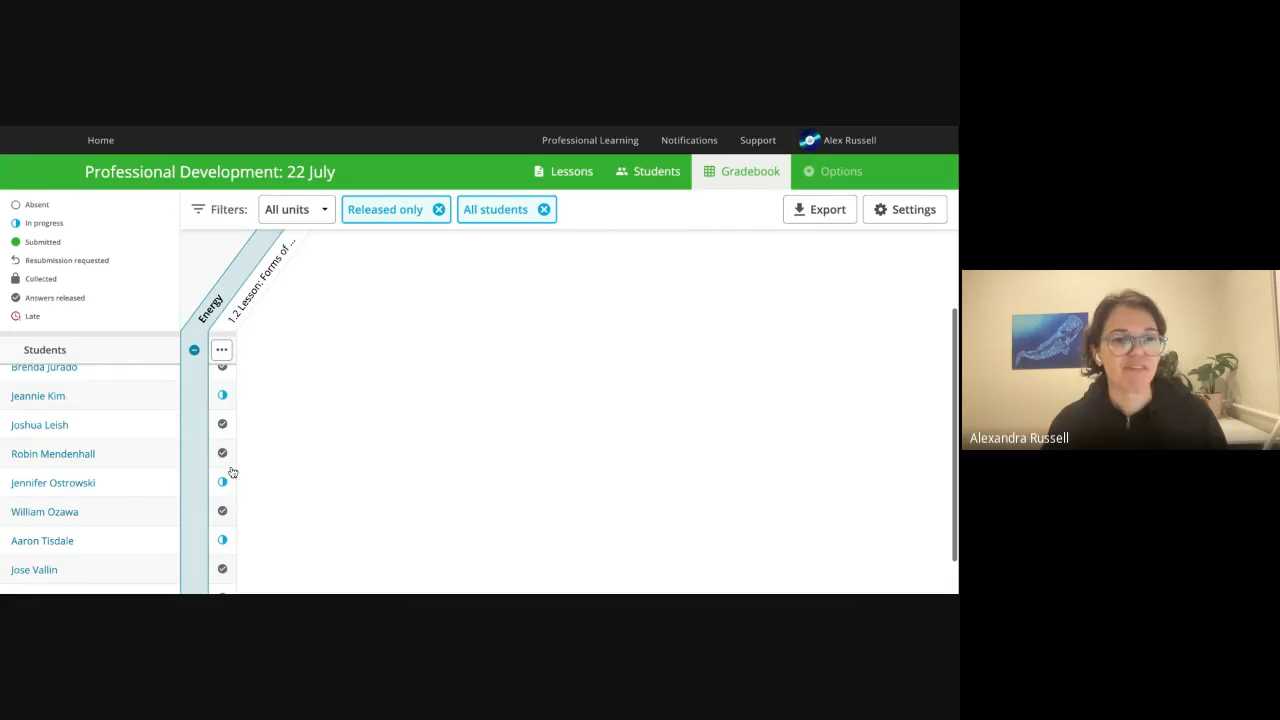 Home
Professional Learning
Notifications
Support
Alex Russell
Professional Development: 22 July
Lessons
Students
Gradebook
Options
Absent
In progress
Submitted
Resubmission requested
Collected
Answers released
Late
Filters:
All units
Released only
All students
Export
Settings
Energy
1.2 Lesson: Forms of ...
Students
Brenda Jurado
Jeannie Kim
Joshua Leish
Robin Mendenhall
Jennifer Ostrowski
William Ozawa
Aaron Tisdale
Jose Vallin
Alexandra Russell